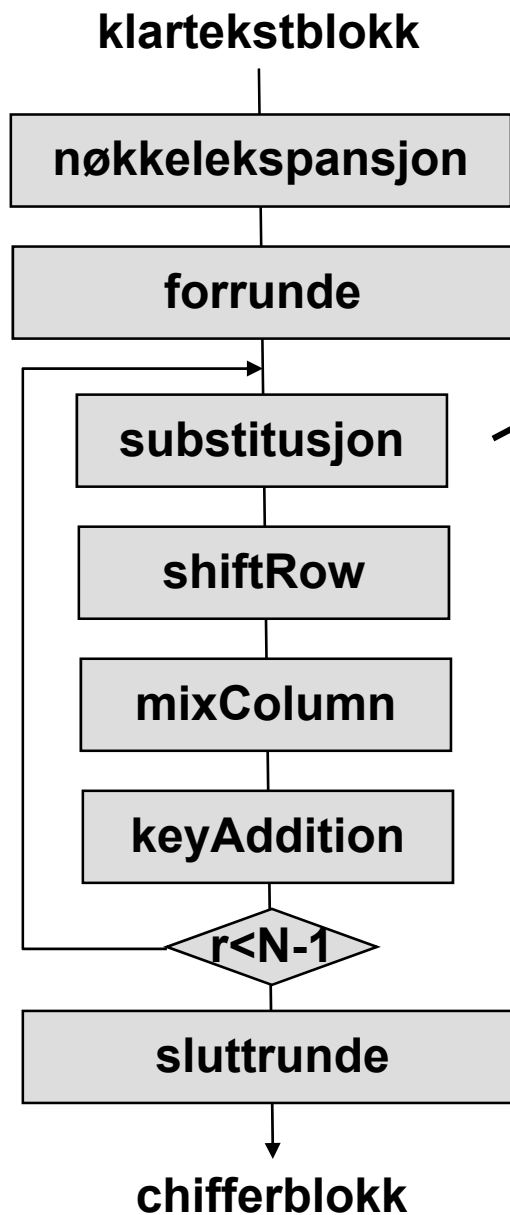 klartekstblokk
nøkkelekspansjon
forrunde
substitusjon
shiftRow
mixColumn
keyAddition
r<N-1
sluttrunde
chifferblokk